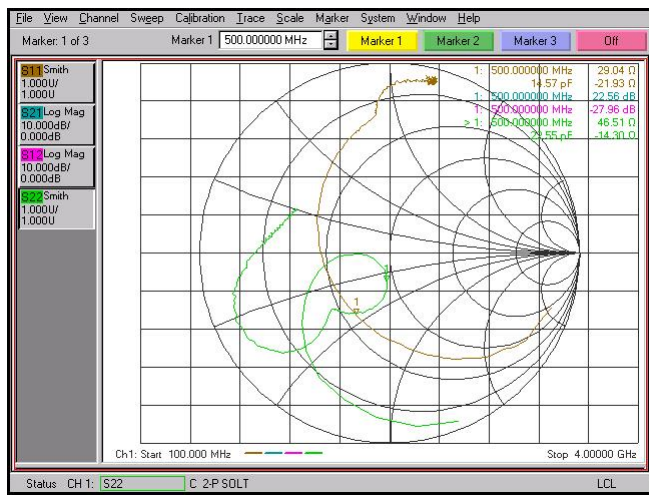 File View Channel Sweep Calibration Trace Scale Marker System Window Help
Marker: 1 of 3 Marker 1 500.000000 MHz Marker 1 Marker 2 Marker 3 Off
S11 Smith
1.000U/
1.000U
S21 Log Mag
10.000dB/
0.000dB
S12 Log Mag
10.000dB/
0.000dB
S22 Smith
1.000U/
1.000U
1: 500.000000 MHz 29.04 Ω
14.57 pF -21.93 Ω
1: 500.000000 MHz 22.56 dB
1: 500.000000 MHz -27.96 dB
> 1: 500.000000 MHz 46.51 Ω
22.55 pF -14.30 Ω
1
1
Ch1: Start 100.000 MHz Stop 4.00000 GHz
Status CH 1: S22 C 2-P SOLT LCL